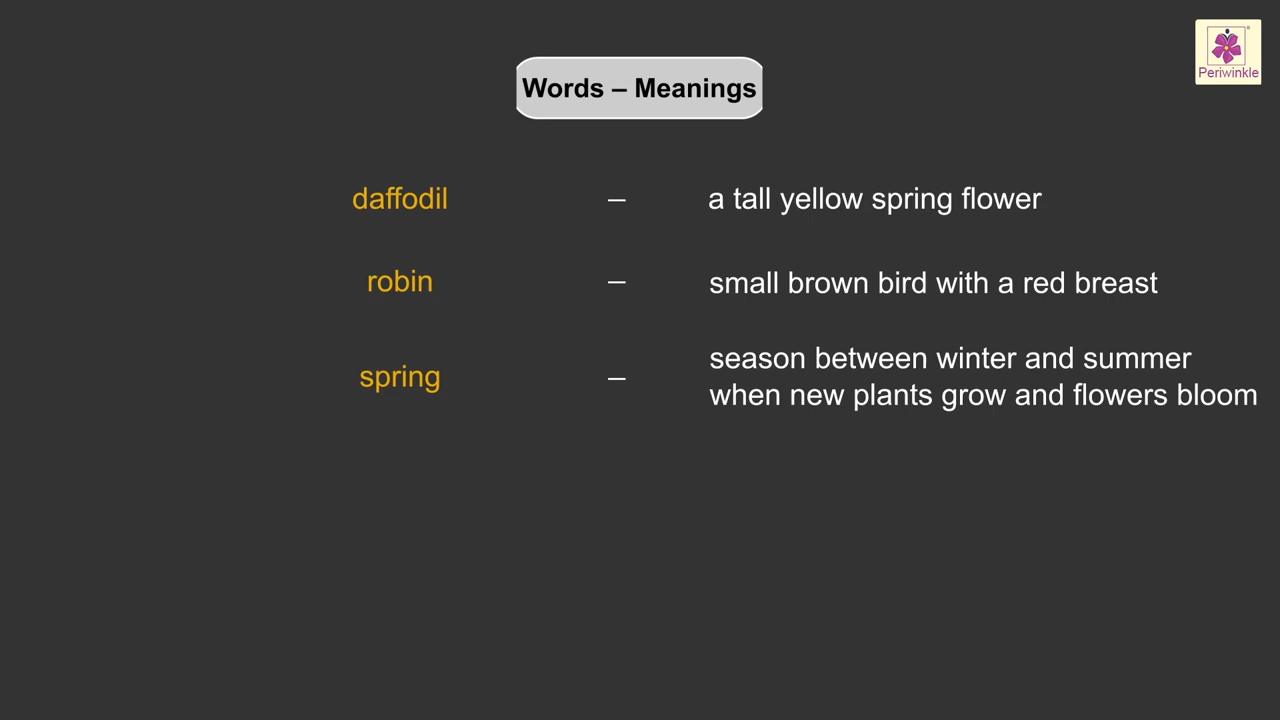 Periwinkle
Words – Meanings
daffodil – a tall yellow spring flower
robin – small brown bird with a red breast
spring – season between winter and summer
when new plants grow and flowers bloom